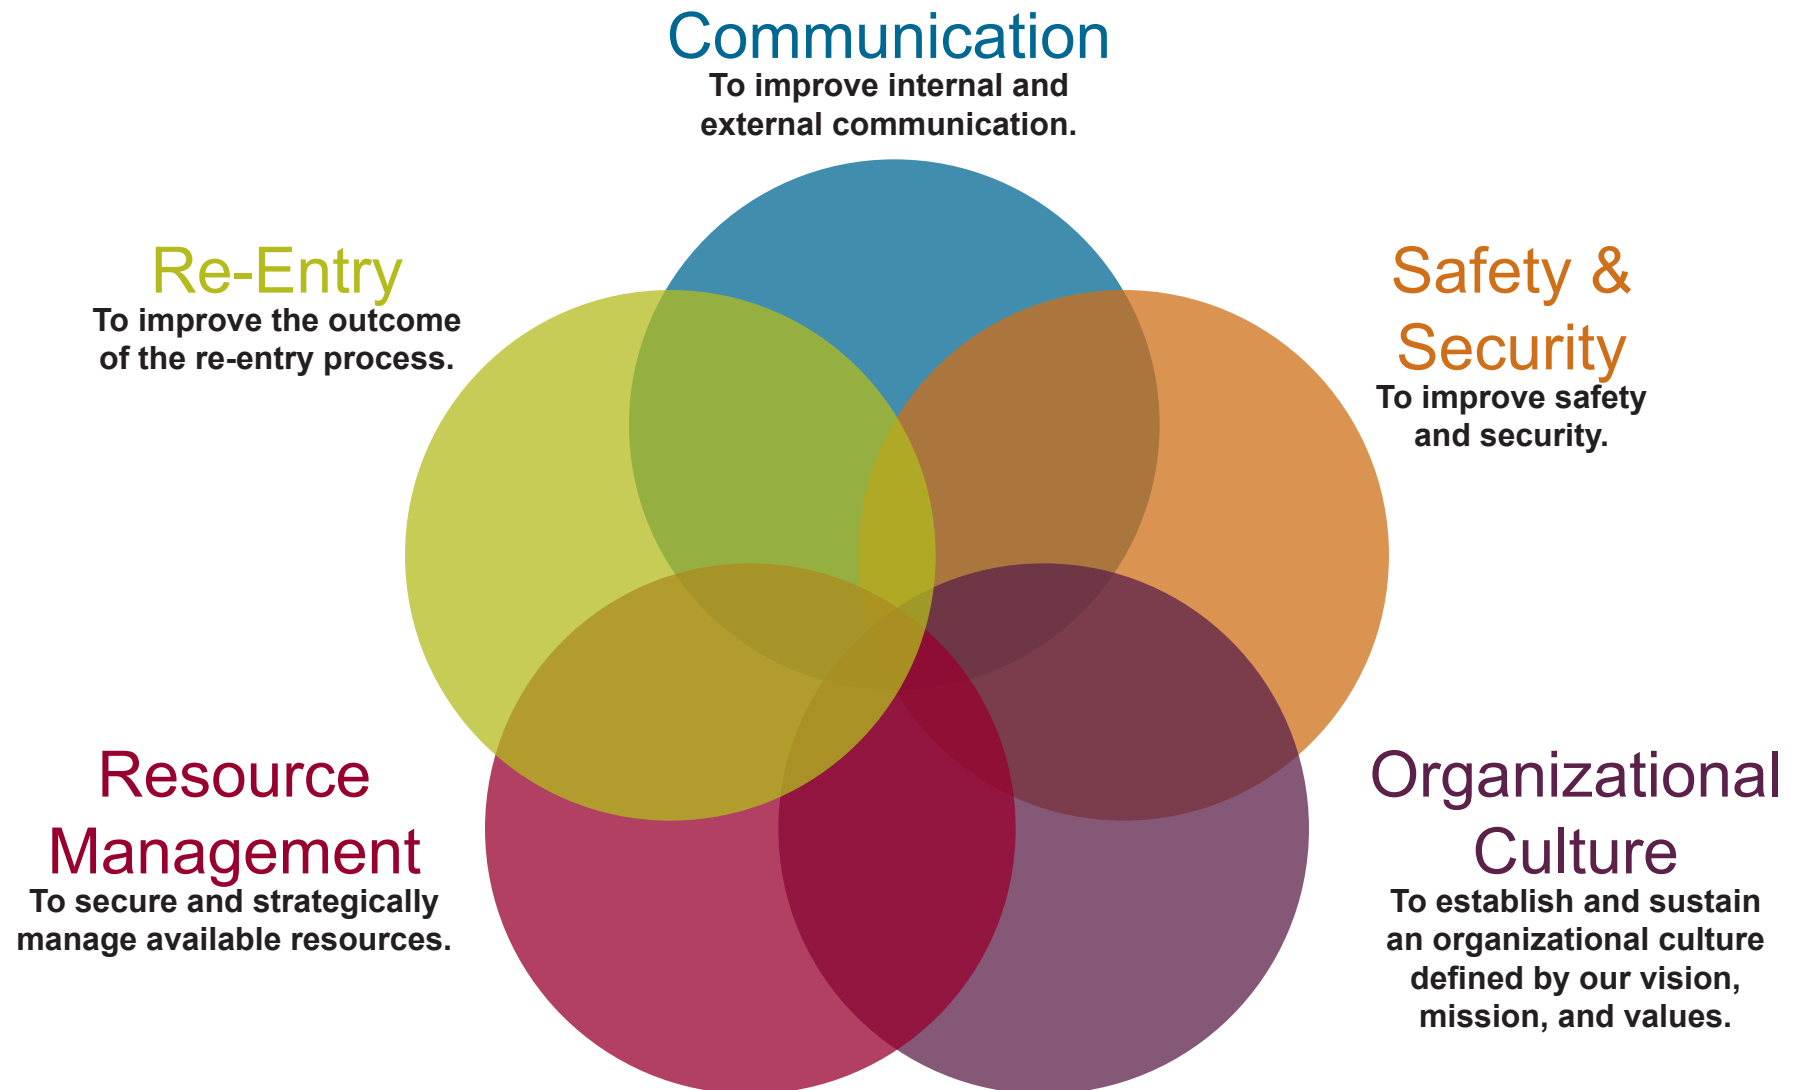 Communication
To improve internal and
external communication.
Re-Entry
To improve the outcome
of the re-entry process.
Safety &
Security
To improve safety
and security.
Resource
Management
To secure and strategically
manage available resources.
Organizational
Culture
To establish and sustain
an organizational culture
defined by our vision,
mission, and values.